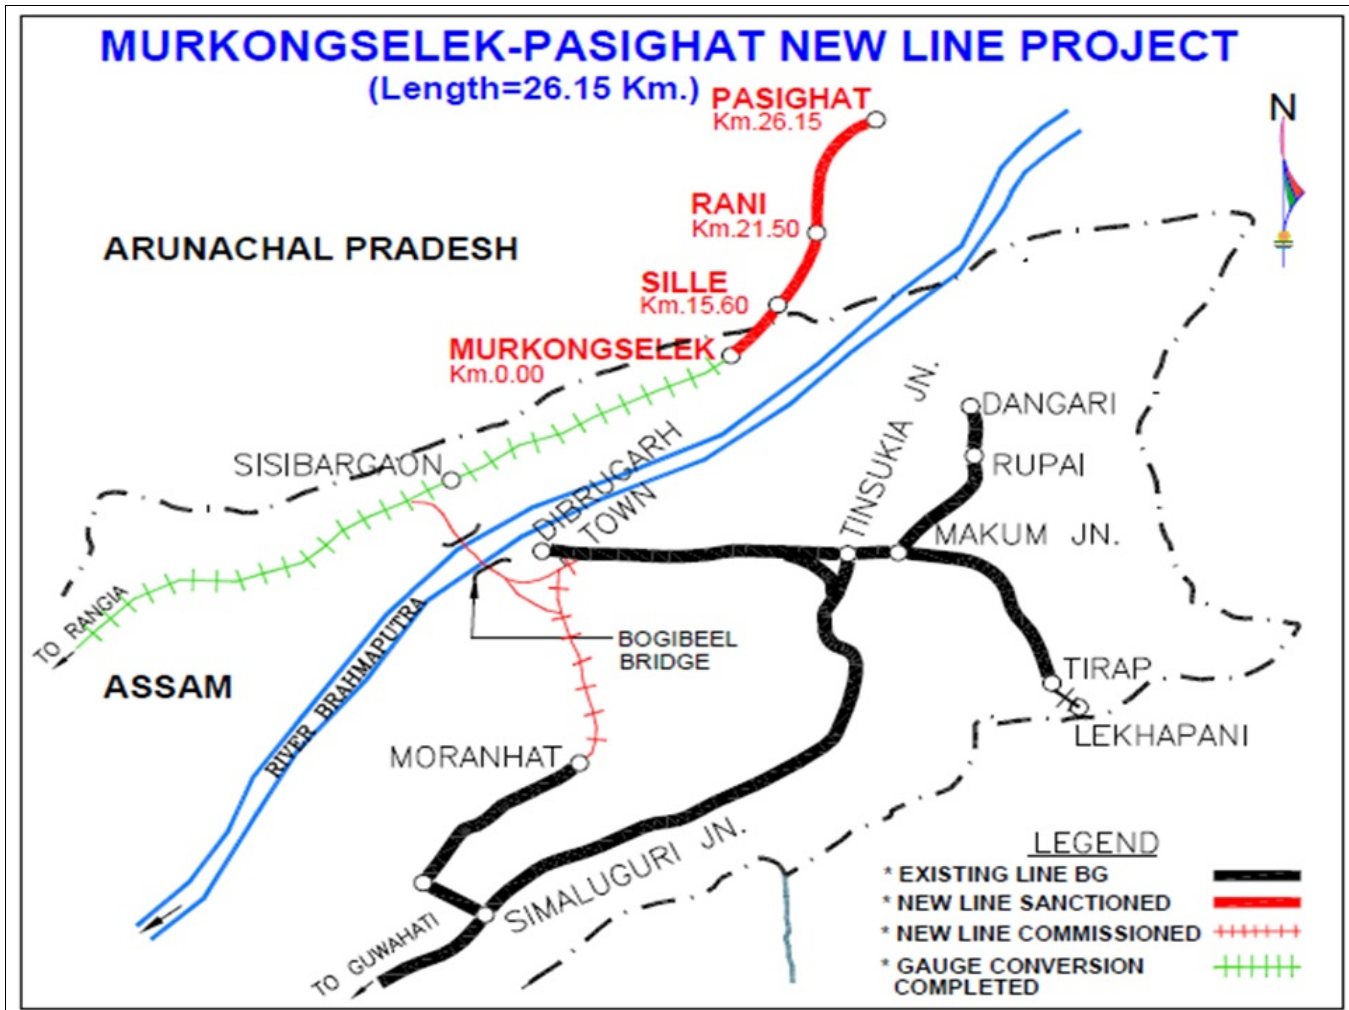 MURKONGSELEK-PASIGHAT NEW LINE PROJECT
(Length=26.15 Km.)
PASIGHAT
Km.26.15
N
RANI
Km.21.50
ARUNACHAL PRADESH
SILLE
Km.15.60
MURKONGSELEK
Km.0.00
DANGARI
SISIBARGAON
RUPAI
DIBRUGARH
TOWN
TINSUKIA JN.
MAKUM JN.
TO RANGIA
BOGIBEEL
BRIDGE
TIRAP
ASSAM
RIVER BRAHMAPUTRA
LEKHAPANI
MORANHAT
SIMALUGURI JN.
TO GUWAHATI
LEGEND
* EXISTING LINE BG
* NEW LINE SANCTIONED
* NEW LINE COMMISSIONED
* GAUGE CONVERSION
COMPLETED